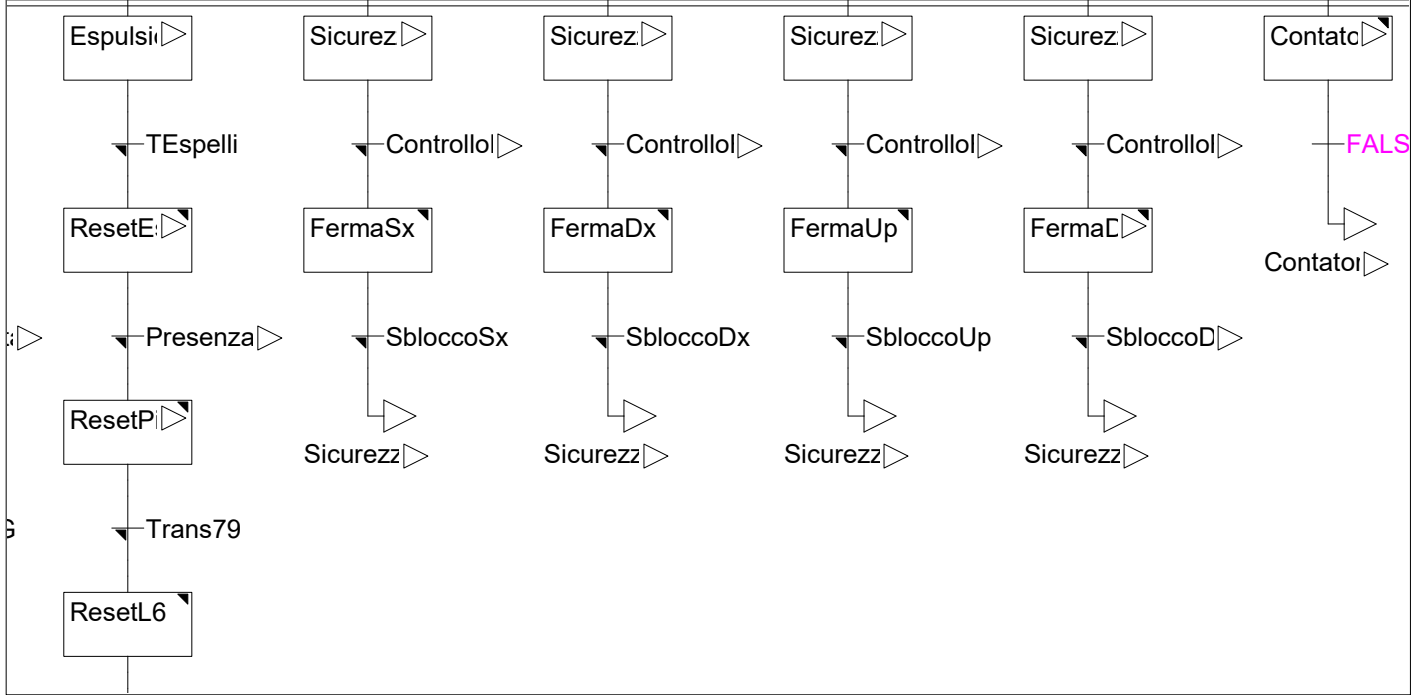 Espulsi
Sicurez
Sicurez
Sicurez
Sicurez
Contato
TEspelli
Controllol
Controllol
Controllol
Controllol
FALS
ResetE
FermaSx
FermaDx
FermaUp
FermaD
Contator
Presenza
SbloccoSx
SbloccoDx
SbloccoUp
SbloccoD
ResetP
Sicurezz
Sicurezz
Sicurezz
Sicurezz
Trans79
ResetL6